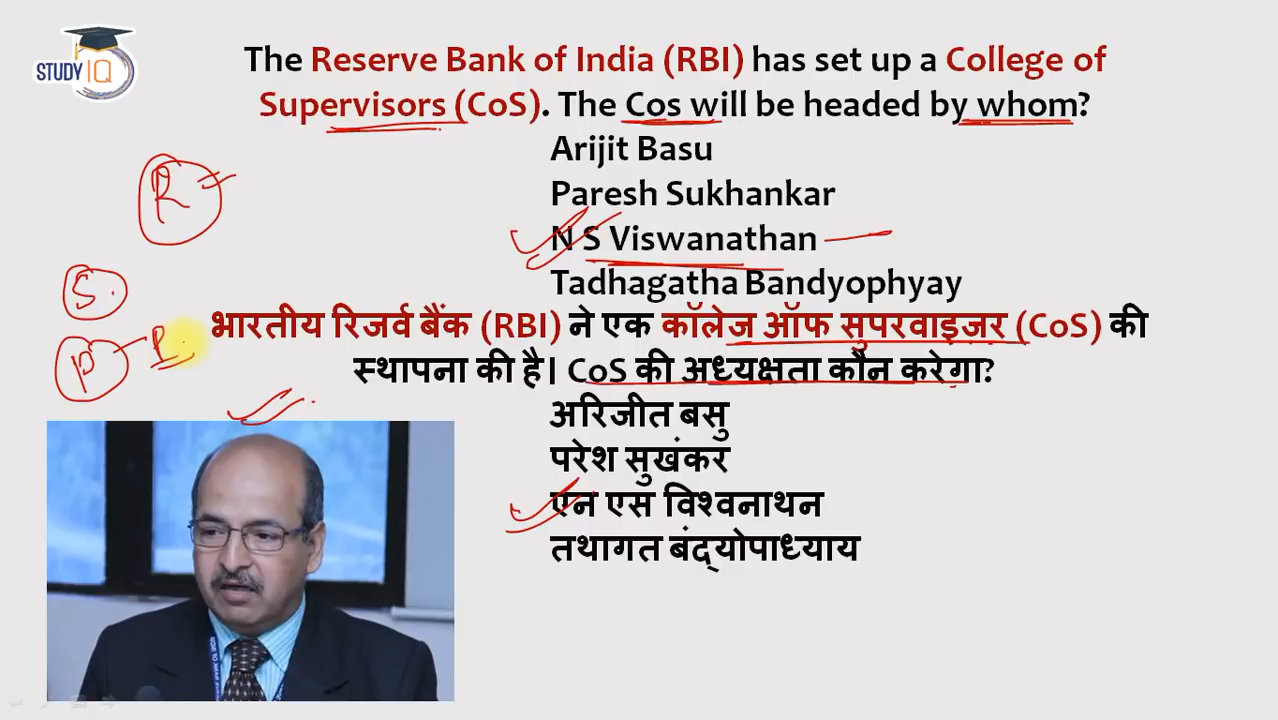 STUDY IQ
The Reserve Bank of India (RBI) has set up a College of
Supervisors (CoS). The Cos will be headed by whom?
Arijit Basu
Paresh Sukhankar
N S Viswanathan
Tadhagatha Bandyophyay
R
S
P
P
भारतीय रिजर्व बैंक (RBI) ने एक कॉलेज ऑफ सुपरवाइजर (CoS) की
स्थापना की है। CoS की अध्यक्षता कौन करेगा?
अरिजीत बसु
परेश सुखंकर
एन एस विश्वनाथन
तथागत बंद्योपाध्याय